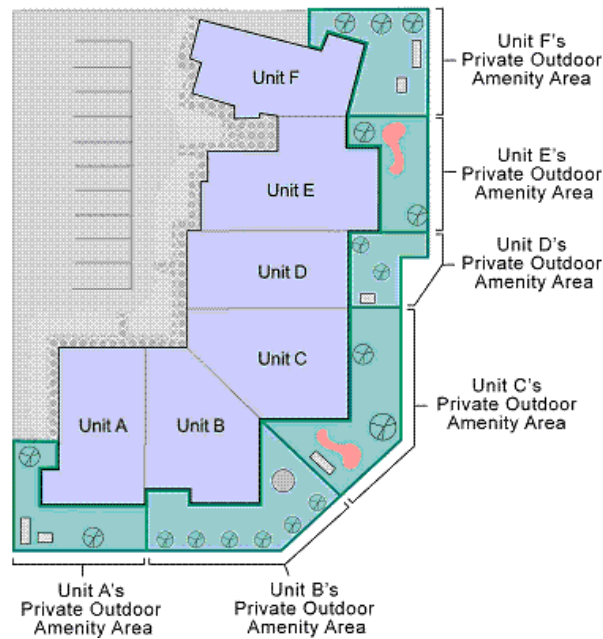 Unit F's
Private Outdoor
Amenity Area
Unit F
Unit E's
Private Outdoor
Amenity Area
Unit E
Unit D's
Private Outdoor
Amenity Area
Unit D
Unit C
Unit C's
Private Outdoor
Amenity Area
Unit A
Unit B
Unit A's
Private Outdoor
Amenity Area
Unit B's
Private Outdoor
Amenity Area